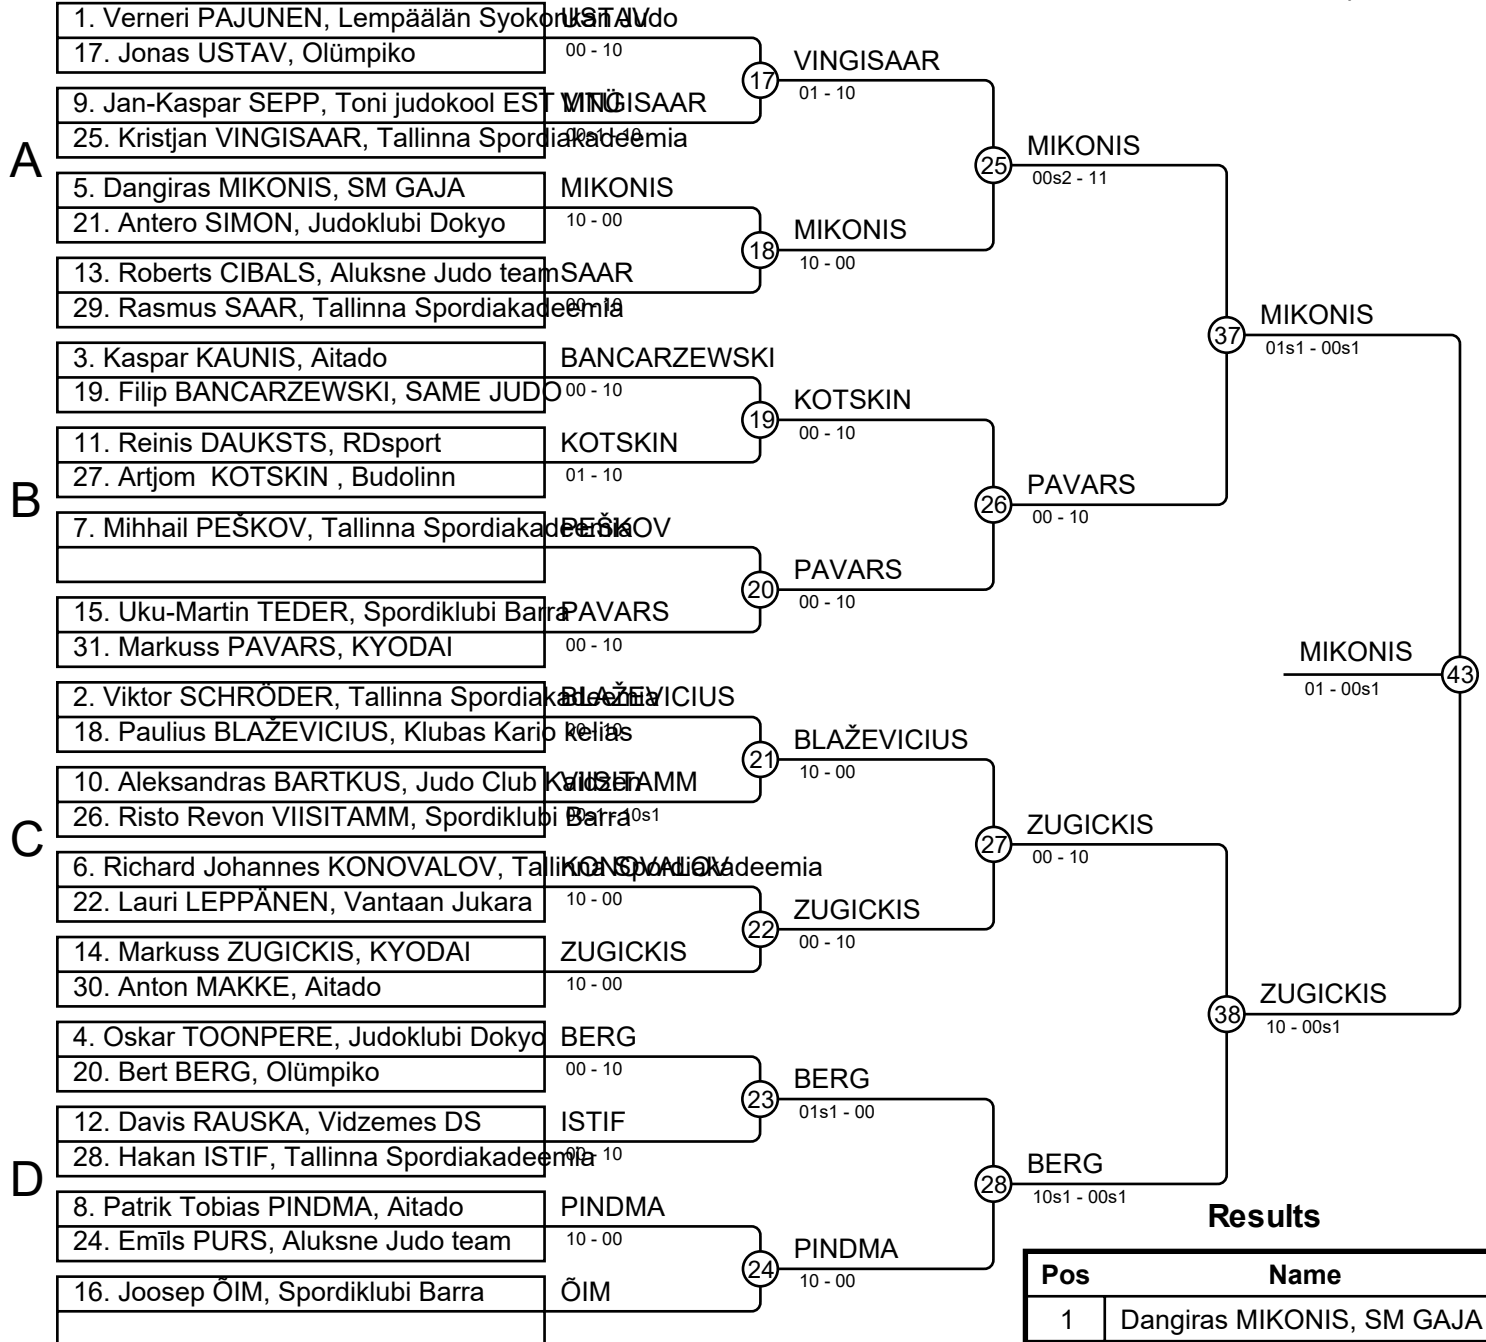 A
1. Verneri PAJUNEN, Lempäälän Syokonkan Judo
17. Jonas USTAV, Olümpiko
USTAV
00 - 10
9. Jan-Kaspar SEPP, Toni judokool EST MTÜ
25. Kristjan VINGISAAR, Tallinna Spordiakadeemia
VINGISAAR
00s1 - 10
5. Dangiras MIKONIS, SM GAJA
21. Antero SIMON, Judoklubi Dokyo
MIKONIS
10 - 00
13. Roberts CIBALS, Aluksne Judo team
29. Rasmus SAAR, Tallinna Spordiakadeemia
SAAR
00 - 10
B
3. Kaspar KAUNIS, Aitado
19. Filip BANCARZEWSKI, SAME JUDO
BANCARZEWSKI
00 - 10
11. Reinis DAUKSTS, RDsport
27. Artjom KOTSKIN , Budolinn
KOTSKIN
01 - 10
7. Mihhail PEŠKOV, Tallinna Spordiakadeemia
PEŠKOV
15. Uku-Martin TEDER, Spordiklubi Barra
31. Markuss PAVARS, KYODAI
PAVARS
00 - 10
C
2. Viktor SCHRÖDER, Tallinna Spordiakadeemia
18. Paulius BLAŽEVICIUS, Klubas Kario kelias
BLAŽEVICIUS
00 - 10
10. Aleksandras BARTKUS, Judo Club Kaidzen
26. Risto Revon VIISITAMM, Spordiklubi Barra
VIISITAMM
00s1 - 10s1
6. Richard Johannes KONOVALOV, Tallinna Spordiakadeemia
22. Lauri LEPPÄNEN, Vantaan Jukara
KONOVALOV
10 - 00
14. Markuss ZUGICKIS, KYODAI
30. Anton MAKKE, Aitado
ZUGICKIS
10 - 00
D
4. Oskar TOONPERE, Judoklubi Dokyo
20. Bert BERG, Olümpiko
BERG
00 - 10
12. Davis RAUSKA, Vidzemes DS
28. Hakan ISTIF, Tallinna Spordiakadeemia
ISTIF
00 - 10
8. Patrik Tobias PINDMA, Aitado
24. Emīls PURS, Aluksne Judo team
PINDMA
10 - 00
16. Joosep ÕIM, Spordiklubi Barra
ÕIM
17
VINGISAAR
01 - 10
18
MIKONIS
10 - 00
19
KOTSKIN
00 - 10
20
PAVARS
00 - 10
21
BLAŽEVICIUS
10 - 00
22
ZUGICKIS
00 - 10
23
BERG
01s1 - 00
24
PINDMA
10 - 00
25
MIKONIS
00s2 - 11
26
PAVARS
00 - 10
27
ZUGICKIS
00 - 10
28
BERG
10s1 - 00s1
37
MIKONIS
01s1 - 00s1
38
ZUGICKIS
10 - 00s1
MIKONIS
43
01 - 00s1
Results
Pos Name
1 Dangiras MIKONIS, SM GAJA